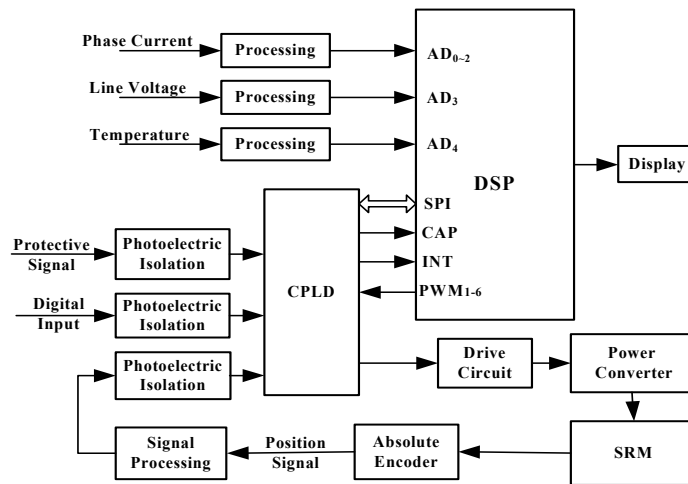 Phase Current
Processing
AD0~2
Line Voltage
Processing
AD3
Temperature
Processing
AD4
DSP
Display
SPI
CAP
INT
PWM1-6
CPLD
Protective
Signal
Photoelectric
Isolation
Digital
Input
Photoelectric
Isolation
Photoelectric
Isolation
Drive
Circuit
Power
Converter
Signal
Processing
Position
Signal
Absolute
Encoder
SRM